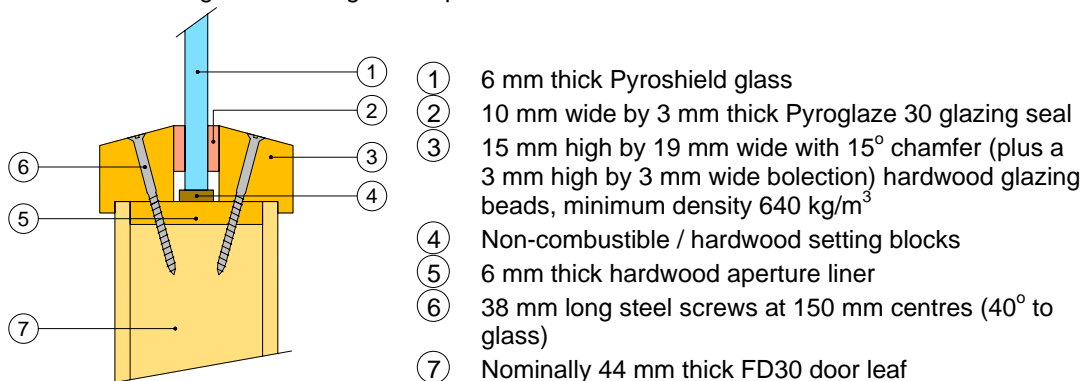 1
2
3
6
4
5
7
1 6 mm thick Pyroshield glass
2 10 mm wide by 3 mm thick Pyroglaze 30 glazing seal
3 15 mm high by 19 mm wide with 15° chamfer (plus a
3 mm high by 3 mm wide bolection) hardwood glazing
beads, minimum density 640 kg/m³
4 Non-combustible / hardwood setting blocks
5 6 mm thick hardwood aperture liner
6 38 mm long steel screws at 150 mm centres (40° to
glass)
7 Nominally 44 mm thick FD30 door leaf